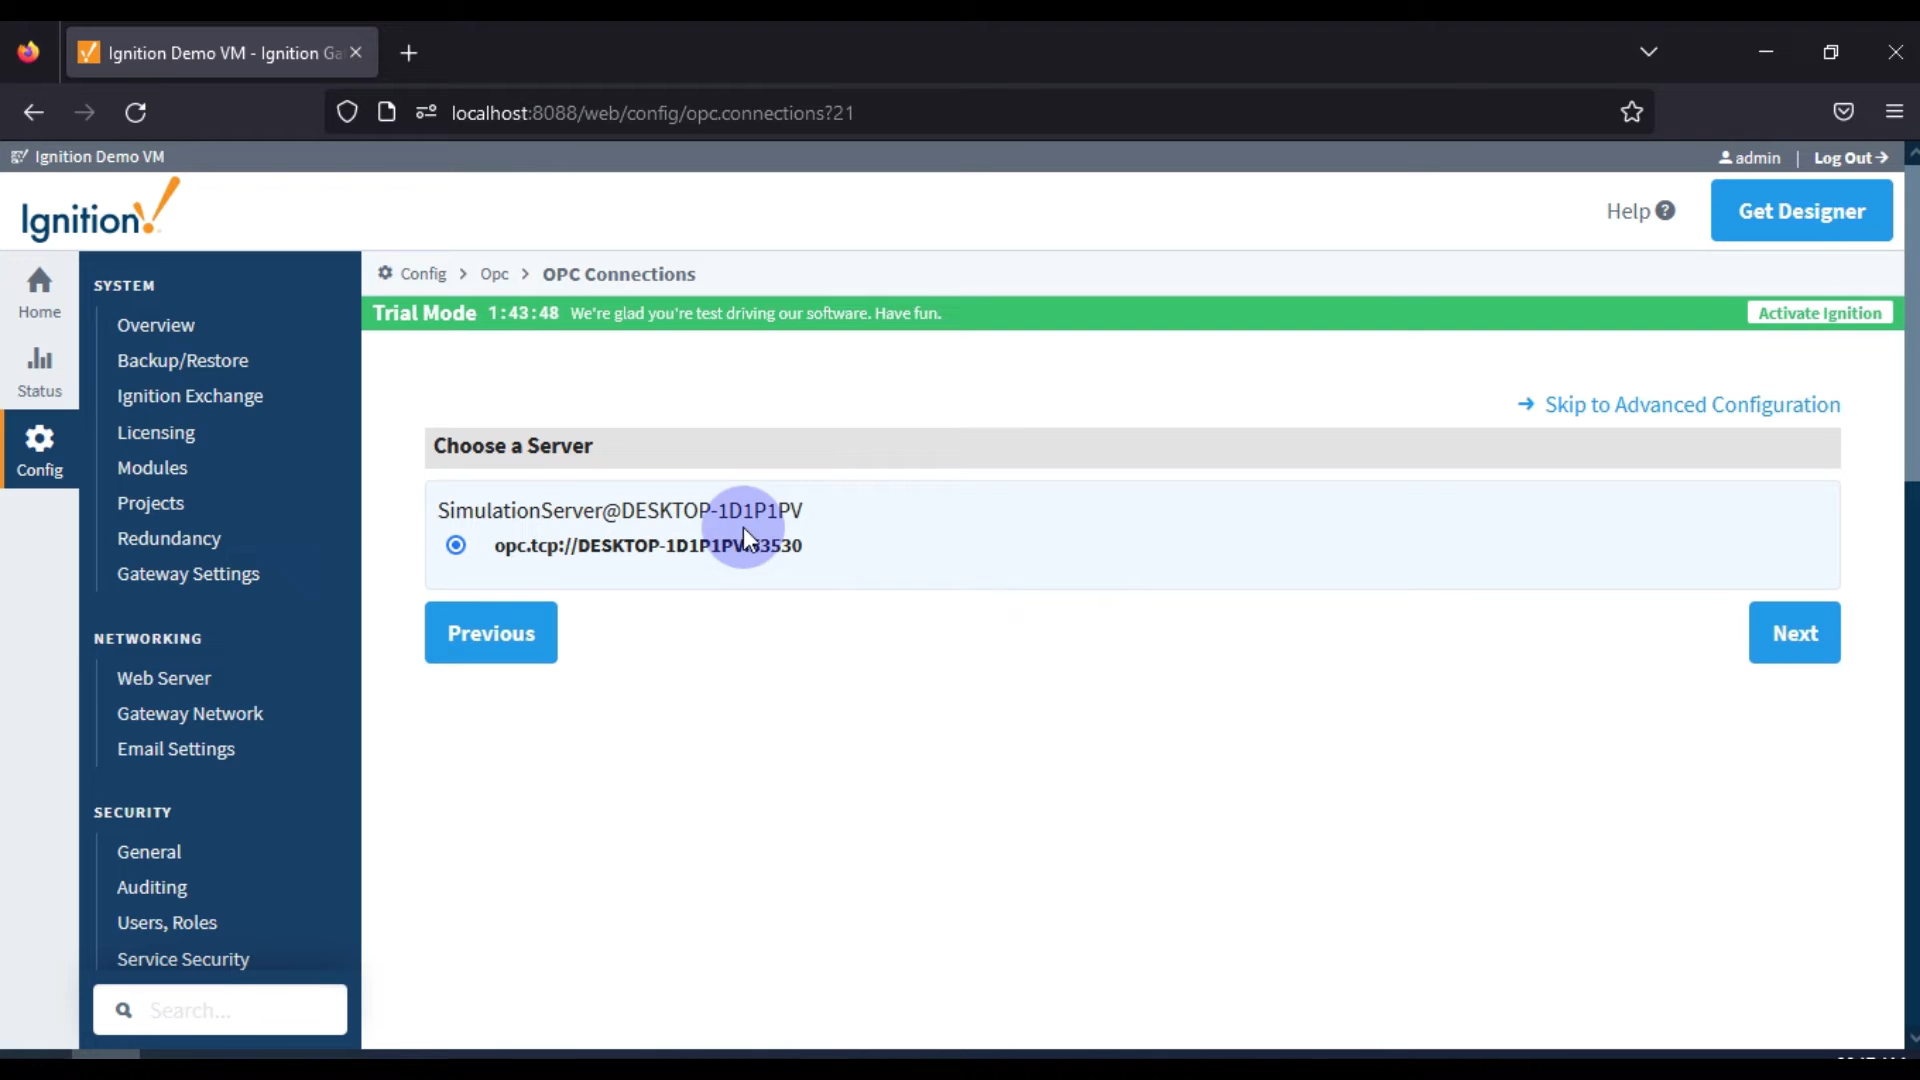 Ignition Demo VM - Ignition Ga
localhost:8088/web/config/opc.connections?21
Ignition Demo VM
admin | Log Out
Ignition!
Help
Get Designer
Home
Status
Config
SYSTEM
Overview
Backup/Restore
Ignition Exchange
Licensing
Modules
Projects
Redundancy
Gateway Settings
NETWORKING
Web Server
Gateway Network
Email Settings
SECURITY
General
Auditing
Users, Roles
Service Security
Search...
Config > Opc > OPC Connections
Trial Mode 1:43:48 We're glad you're test driving our software. Have fun.
Activate Ignition
Skip to Advanced Configuration
Choose a Server
SimulationServer@DESKTOP-1D1P1PV
opc.tcp://DESKTOP-1D1P1PV:53530
Previous
Next